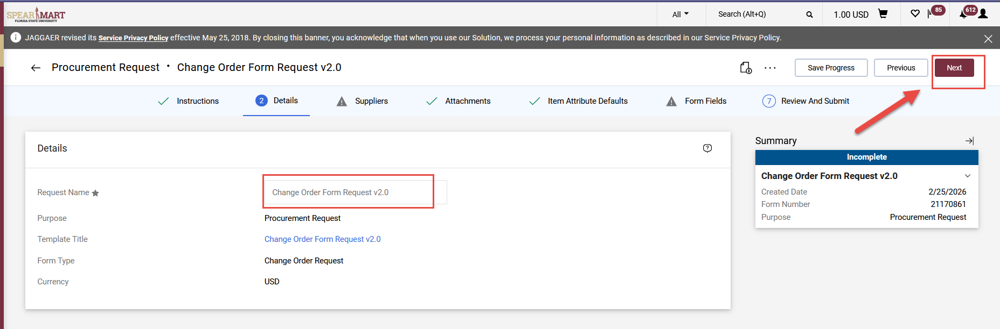 SPEAR MART
FLORIDA STATE UNIVERSITY
All
Search (Alt+Q)
1.00 USD
85
612
JAGGAER revised its Service Privacy Policy effective May 25, 2018. By closing this banner, you acknowledge that when you use our Solution, we process your personal information as described in our Service Privacy Policy.
Procurement Request • Change Order Form Request v2.0
Save Progress
Previous
Next
Instructions
2 Details
Suppliers
Attachments
Item Attribute Defaults
Form Fields
7 Review And Submit
Details
Request Name ★ Change Order Form Request v2.0
Purpose Procurement Request
Template Title Change Order Form Request v2.0
Form Type Change Order Request
Currency USD
Summary
Incomplete
Change Order Form Request v2.0
Created Date 2/25/2026
Form Number 21170861
Purpose Procurement Request